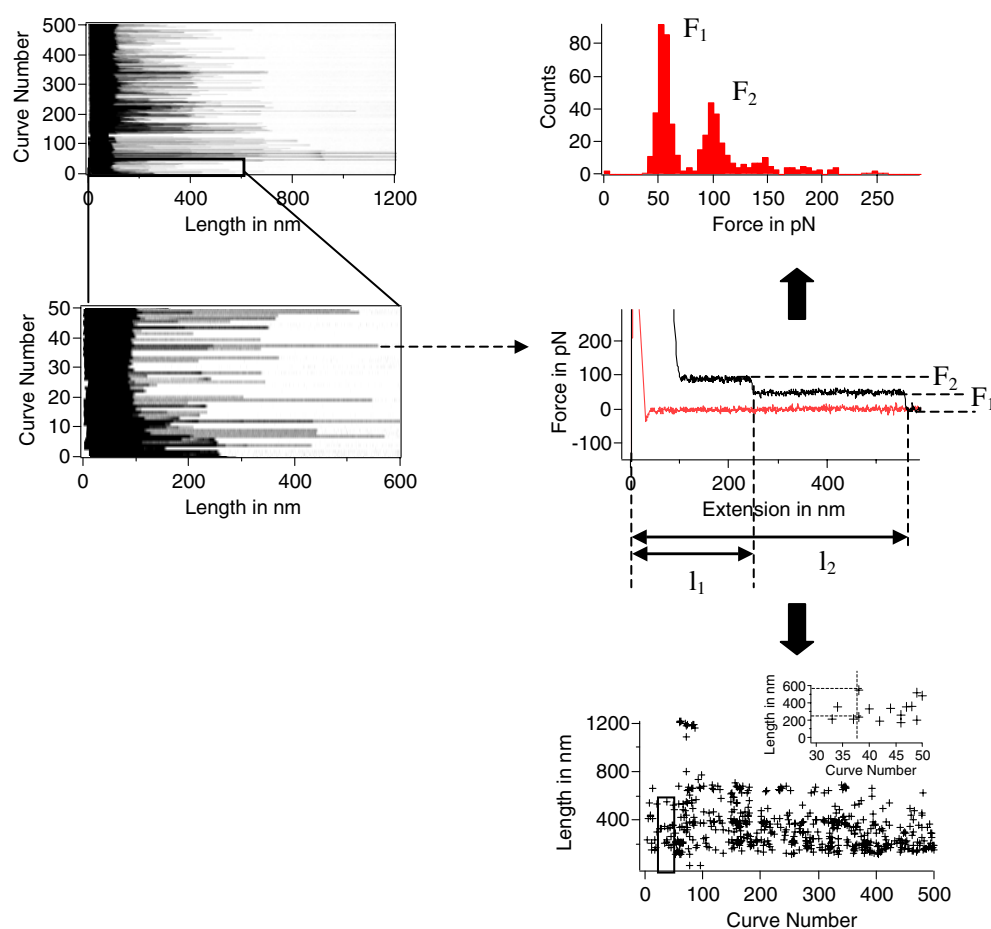 500
400
300
200
100
0
Curve Number
0 400 800 1200
Length in nm
80
60
40
20
0
Counts
F1
F2
0 50 100 150 200 250
Force in pN
50
40
30
20
10
0
Curve Number
0 200 400 600
Length in nm
200
100
0
-100
Force in pN
F2
F1
0 200 400
Extension in nm
l1
l2
600
400
200
0
Length in nm
30 35 40 45 50
Curve Number
1200
800
400
Length in nm
0 100 200 300 400 500
Curve Number